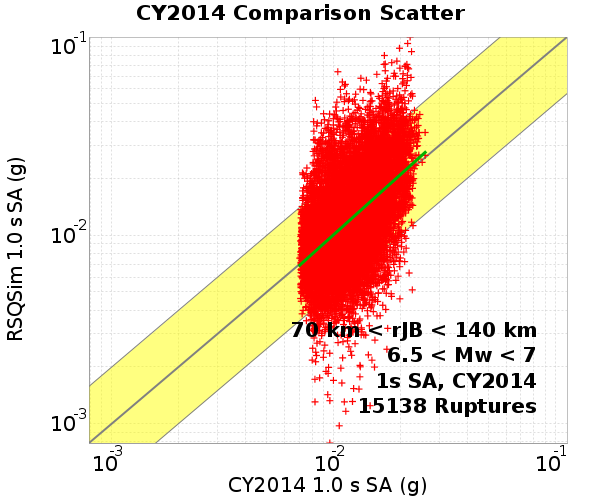 CY2014 Comparison Scatter
RSQSim 1.0 s SA (g)
10-1
10-2
10-3
70 km < rJB < 140 km
6.5 < Mw < 7
1s SA, CY2014
15138 Ruptures
10-3
10-2
10-1
CY2014 1.0 s SA (g)